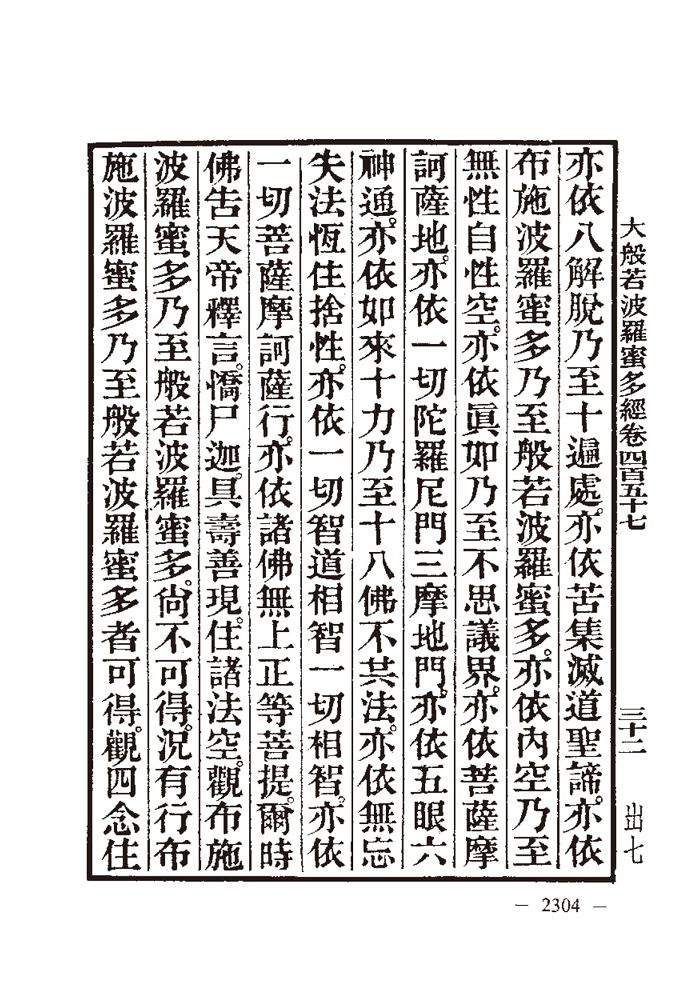 大般若波羅蜜多經卷四百五十七 三十二 出七
亦依八解脫乃至十遍處。亦依苦集滅道聖諦。亦依
布施波羅蜜多乃至般若波羅蜜多。亦依內空乃至
無性自性空。亦依眞如乃至不思議界。亦依菩薩摩
訶薩地。亦依一切陀羅尼門三摩地門。亦依五眼六
神通。亦依如來十力乃至十八佛不共法。亦依無忘
失法恆住捨性。亦依一切智道相智一切相智。亦依
一切菩薩摩訶薩行。亦依諸佛無上正等菩提。爾時
佛告天帝釋言。憍尸迦。具壽善現。住諸法空。觀布施
波羅蜜多乃至般若波羅蜜多。尙不可得。況有行布
施波羅蜜多乃至般若波羅蜜多者可得。觀四念住
— 2304 —